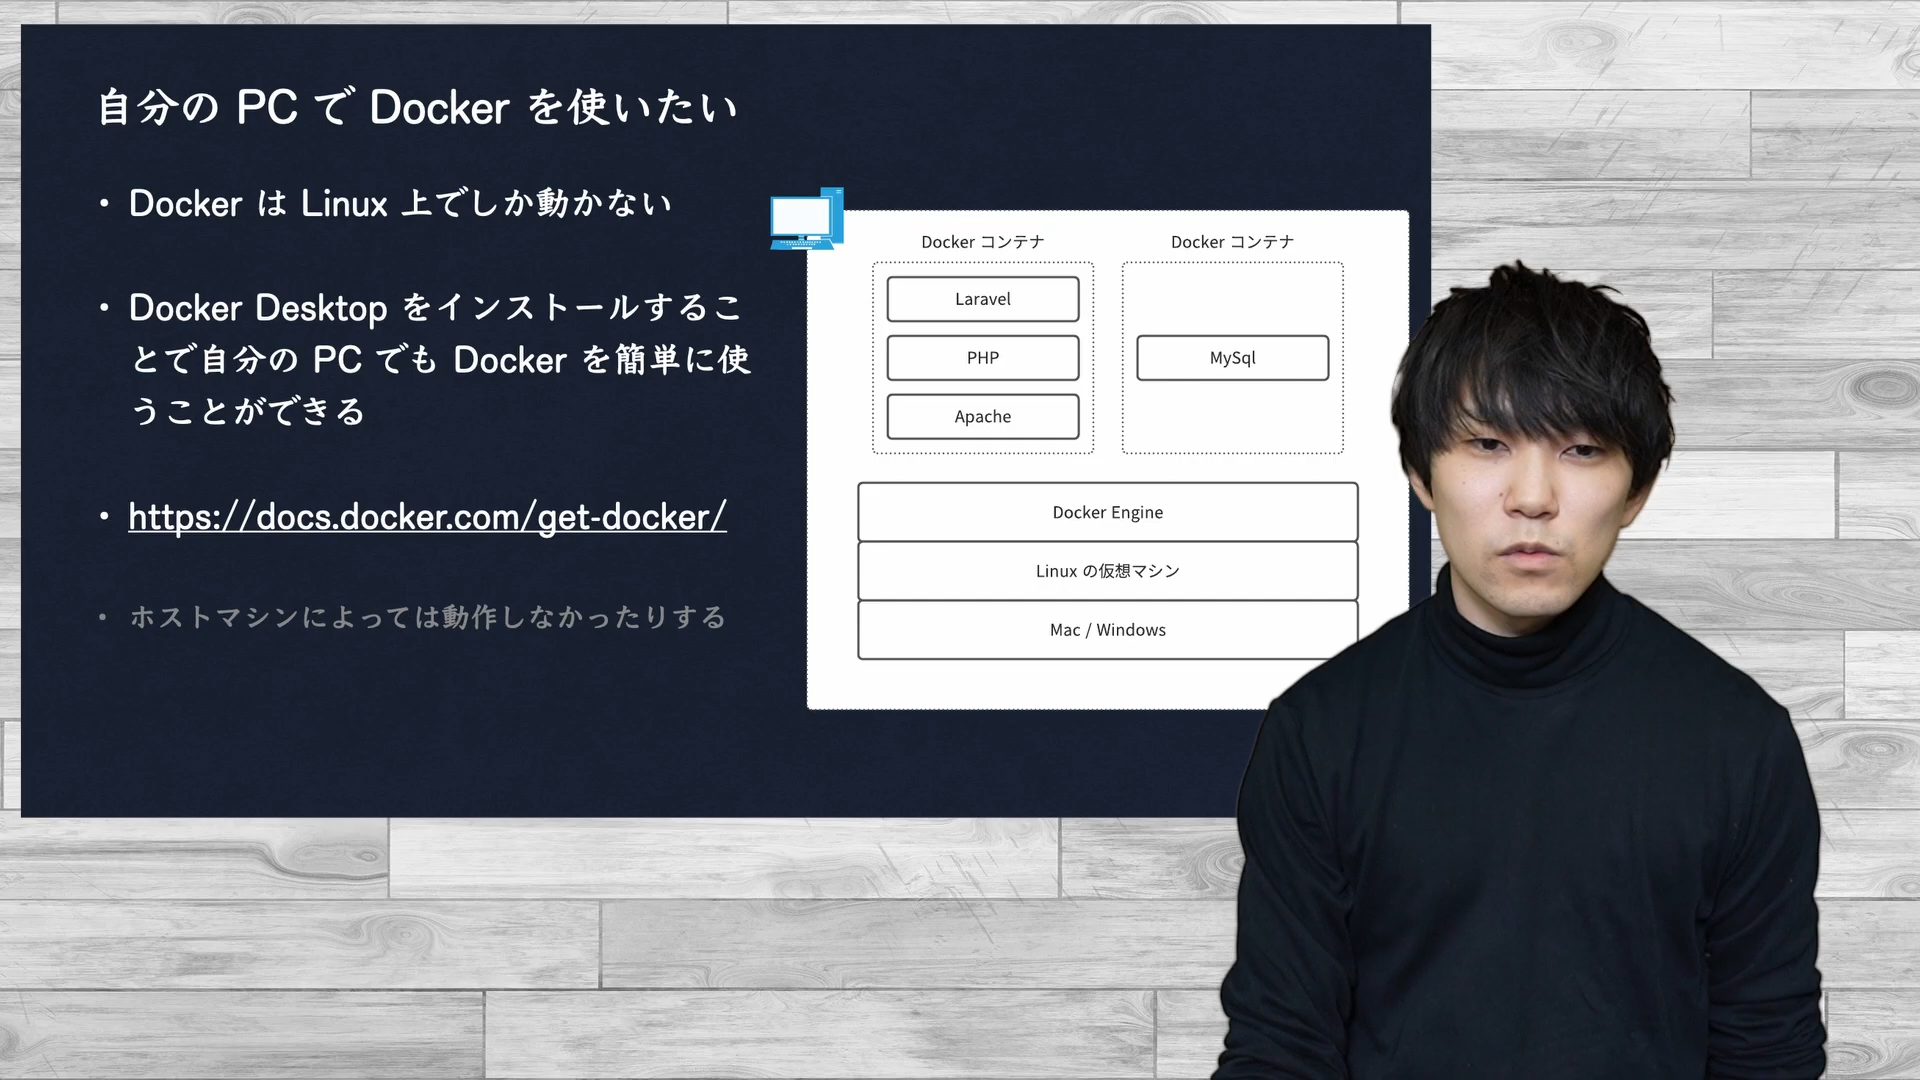 自分の PC で Docker を使いたい
・ Docker は Linux 上でしか動かない
・ Docker Desktop をインストールするこ
とで自分の PC でも Docker を簡単に使
うことができる
・ https://docs.docker.com/get-docker/
・ ホストマシンによっては動作しなかったりする
Docker コンテナ
Laravel
PHP
Apache
Docker コンテナ
MySql
Docker Engine
Linux の仮想マシン
Mac / Windows